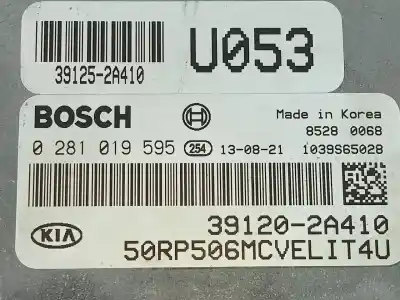 U053
39125-2A410
BOSCH
Made in Korea
8528 0068
0 281 019 595 254 13-08-21 1039S65028
39120-2A410
KIA
50RP506MCVELIT4U